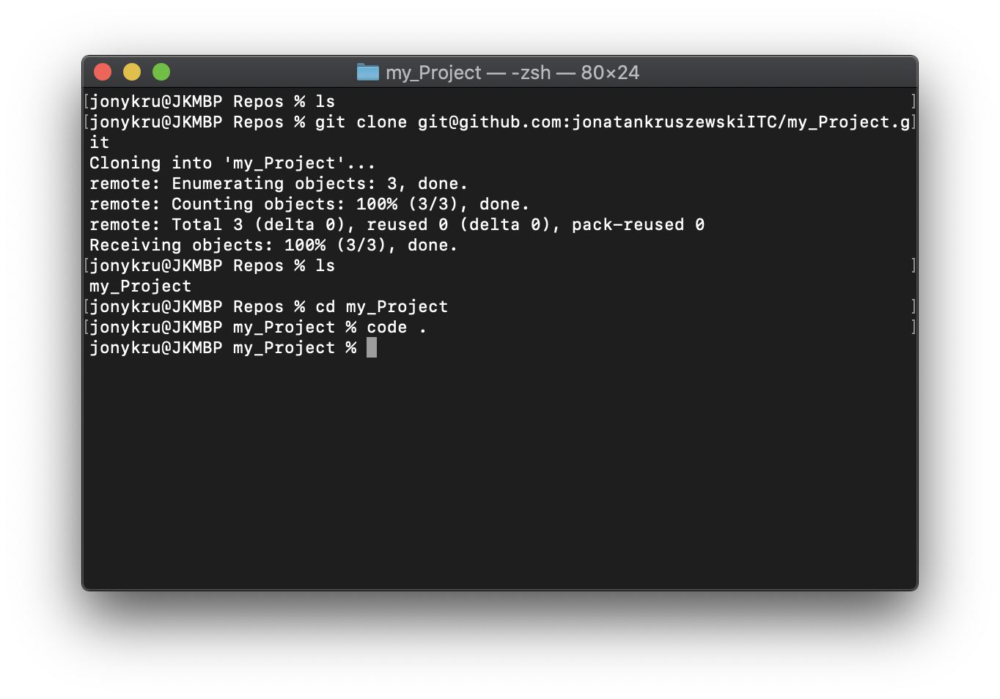 my_Project — -zsh — 80×24
[jonykru@JKMBP Repos % ls ]
[jonykru@JKMBP Repos % git clone git@github.com:jonatankruszewskiITC/my_Project.g]
it
Cloning into 'my_Project'...
remote: Enumerating objects: 3, done.
remote: Counting objects: 100% (3/3), done.
remote: Total 3 (delta 0), reused 0 (delta 0), pack-reused 0
Receiving objects: 100% (3/3), done.
[jonykru@JKMBP Repos % ls ]
my_Project
[jonykru@JKMBP Repos % cd my_Project ]
[jonykru@JKMBP my_Project % code . ]
jonykru@JKMBP my_Project %